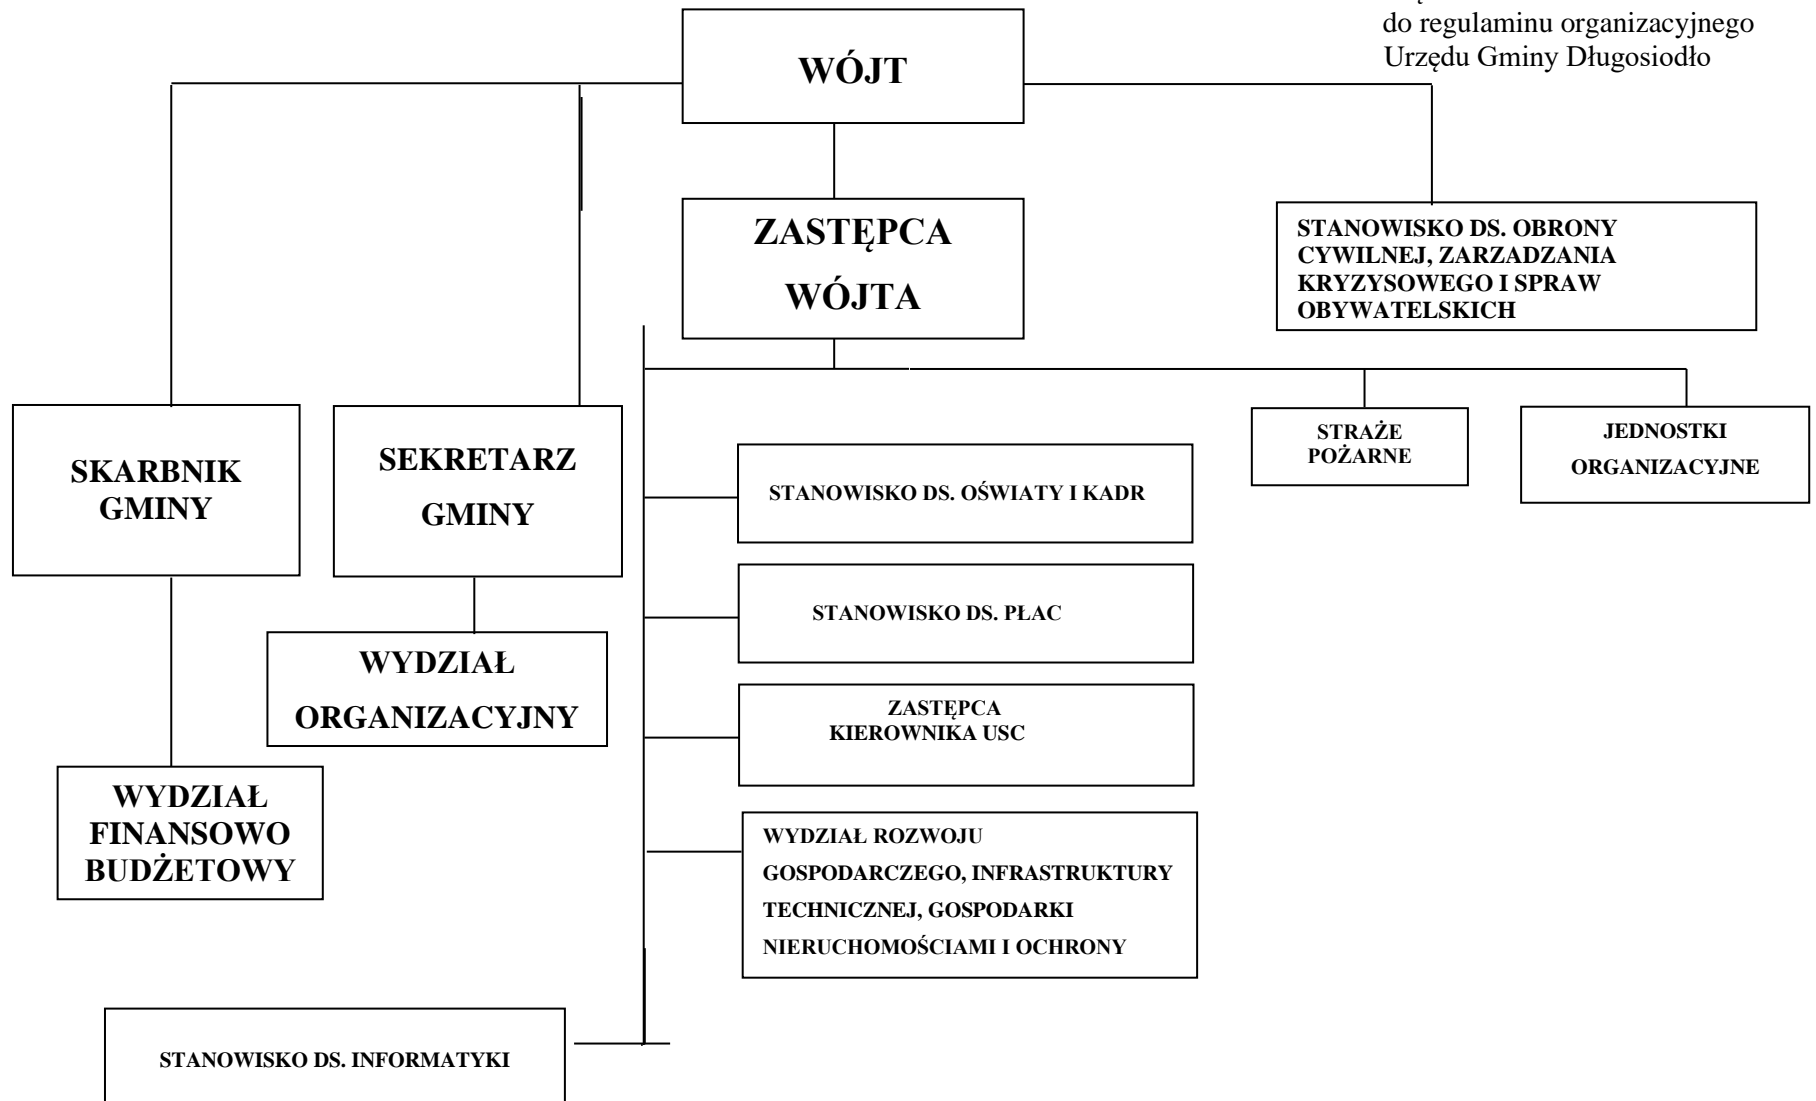 do regulaminu organizacyjnego
Urzędu Gminy Długosiodło
WÓJT
ZASTĘPCA
WÓJTA
STANOWISKO DS. OBRONY
CYWILNEJ, ZARZADZANIA
KRYZYSOWEGO I SPRAW
OBYWATELSKICH
SKARBNIK
GMINY
SEKRETARZ
GMINY
STRAŻE
POŻARNE
JEDNOSTKI
ORGANIZACYJNE
STANOWISKO DS. OŚWIATY I KADR
STANOWISKO DS. PŁAC
WYDZIAŁ
ORGANIZACYJNY
ZASTĘPCA
KIEROWNIKA USC
WYDZIAŁ
FINANSOWO
BUDŻETOWY
WYDZIAŁ ROZWOJU
GOSPODARCZEGO, INFRASTRUKTURY
TECHNICZNEJ, GOSPODARKI
NIERUCHOMOŚCIAMI I OCHRONY
STANOWISKO DS. INFORMATYKI